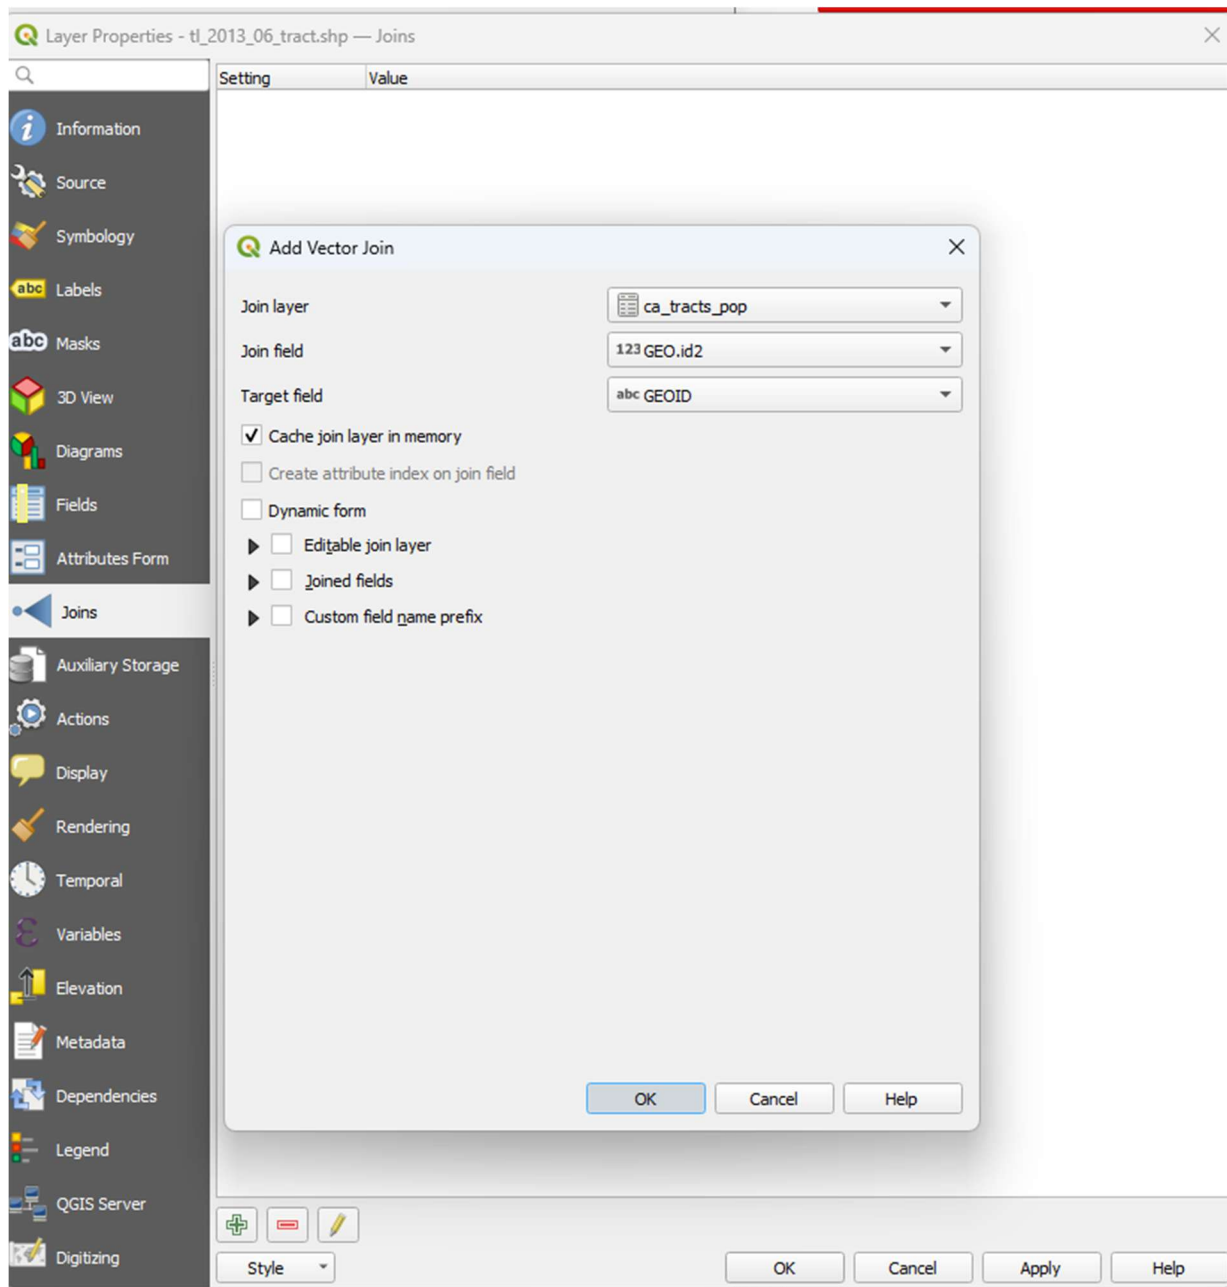 Layer Properties - tl_2013_06_tract.shp — Joins
Setting Value
Information
Source
Symbology
abc Labels
abc Masks
3D View
Diagrams
Fields
Attributes Form
Joins
Auxiliary Storage
Actions
Display
Rendering
Temporal
Variables
Elevation
Metadata
Dependencies
Legend
QGIS Server
Digitizing
Add Vector Join
Join layer ca_tracts_pop
Join field 123 GEO.id2
Target field abc GEOID
Cache join layer in memory
Create attribute index on join field
Dynamic form
Editable join layer
Joined fields
Custom field name prefix
OK Cancel Help
Style OK Cancel Apply Help